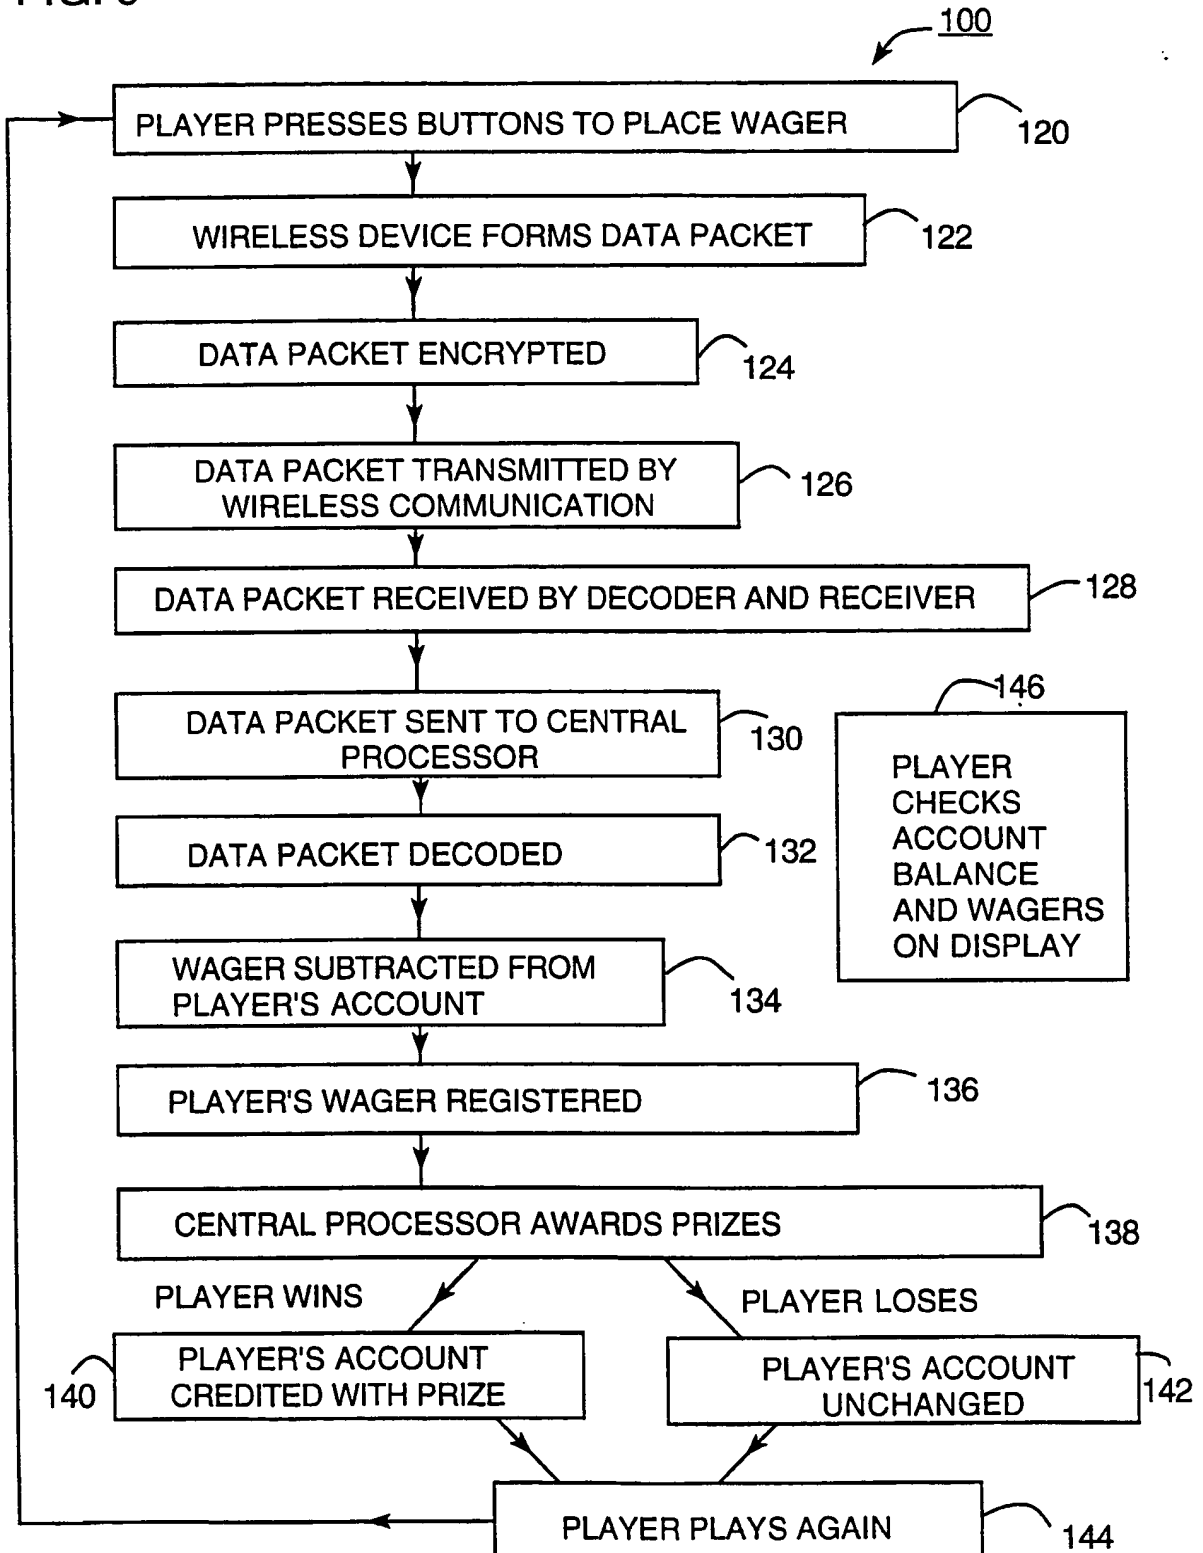 100
PLAYER PRESSES BUTTONS TO PLACE WAGER
120
WIRELESS DEVICE FORMS DATA PACKET
122
DATA PACKET ENCRYPTED
124
DATA PACKET TRANSMITTED BY
WIRELESS COMMUNICATION
126
DATA PACKET RECEIVED BY DECODER AND RECEIVER
128
DATA PACKET SENT TO CENTRAL
PROCESSOR
130
146
PLAYER
CHECKS
ACCOUNT
BALANCE
AND WAGERS
ON DISPLAY
DATA PACKET DECODED
132
WAGER SUBTRACTED FROM
PLAYER'S ACCOUNT
134
PLAYER'S WAGER REGISTERED
136
CENTRAL PROCESSOR AWARDS PRIZES
138
PLAYER WINS
PLAYER LOSES
140
PLAYER'S ACCOUNT
CREDITED WITH PRIZE
PLAYER'S ACCOUNT
UNCHANGED
142
PLAYER PLAYS AGAIN
144